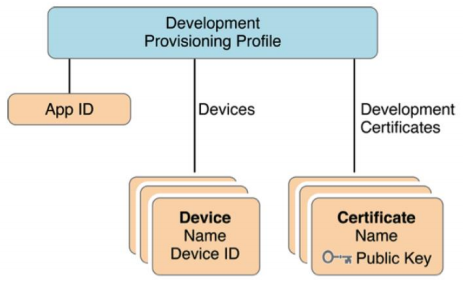 Development
Provisioning Profile
App ID
Devices
Development
Certificates
Device
Name
Device ID
Certificate
Name
Public Key